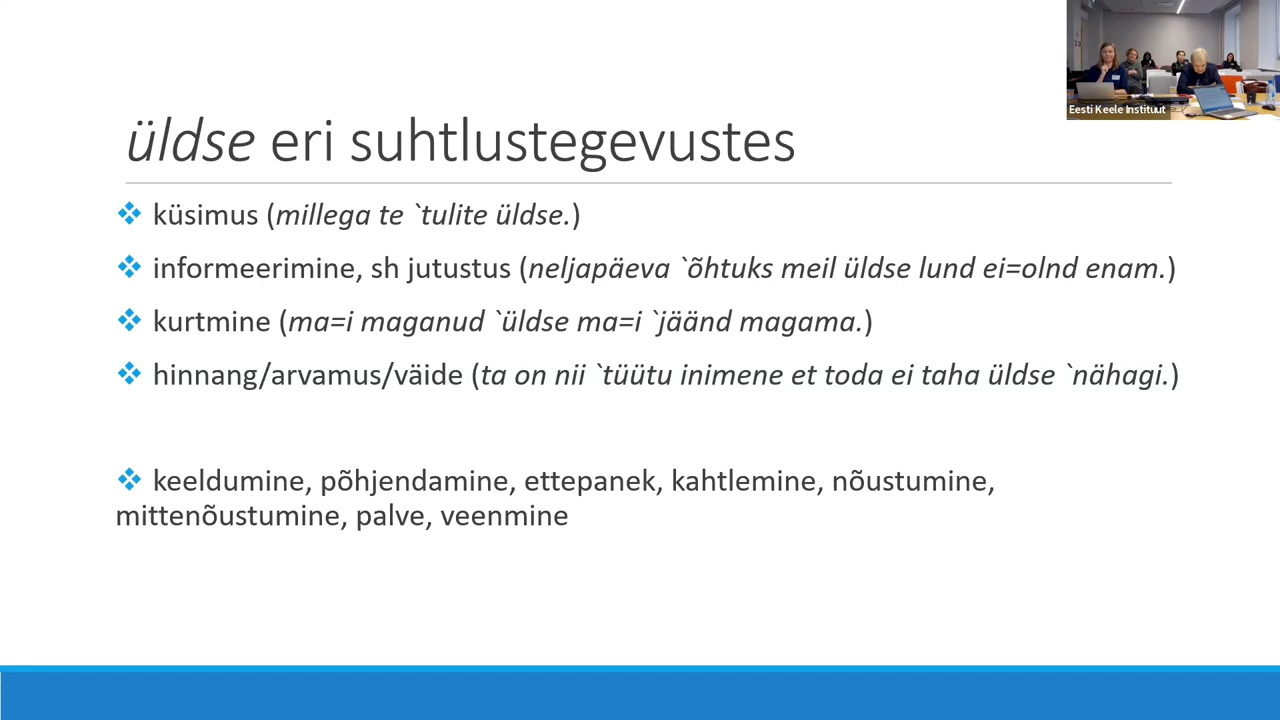 Eesti Keele Instituut
üldse eri suhtlustegevustes
❖ küsimus (millega te `tulite üldse.)
❖ informeerimine, sh jutustus (neljapäeva `õhtuks meil üldse lund ei=olnd enam.)
❖ kurtmine (ma=i maganud `üldse ma=i `jäänd magama.)
❖ hinnang/arvamus/väide (ta on nii `tüütu inimene et toda ei taha üldse `nähagi.)
❖ keeldumine, põhjendamine, ettepanek, kahtlemine, nõustumine,
mittenõustumine, palve, veenmine